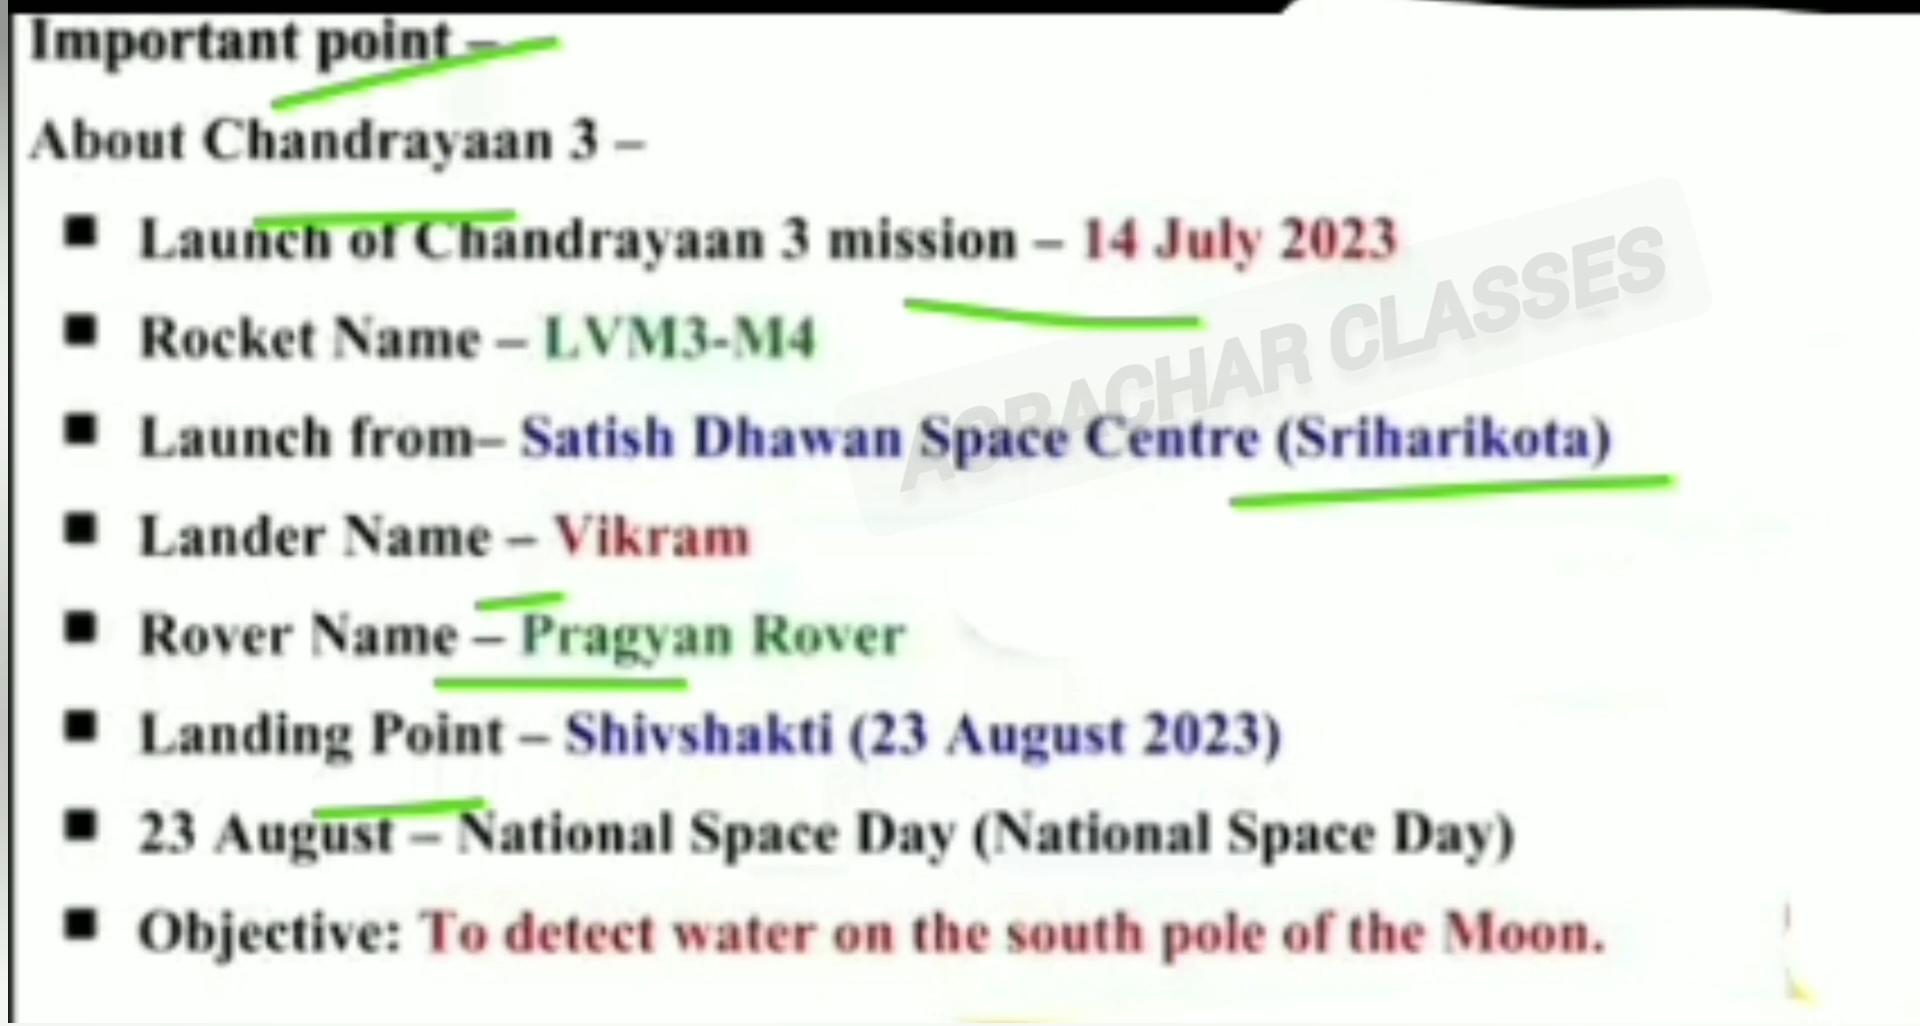 Important point –
About Chandrayaan 3 –
■ Launch of Chandrayaan 3 mission – 14 July 2023
■ Rocket Name – LVM3-M4
■ Launch from– Satish Dhawan Space Centre (Sriharikota)
■ Lander Name – Vikram
■ Rover Name – Pragyan Rover
■ Landing Point – Shivshakti (23 August 2023)
■ 23 August – National Space Day (National Space Day)
■ Objective: To detect water on the south pole of the Moon.
CLASSES